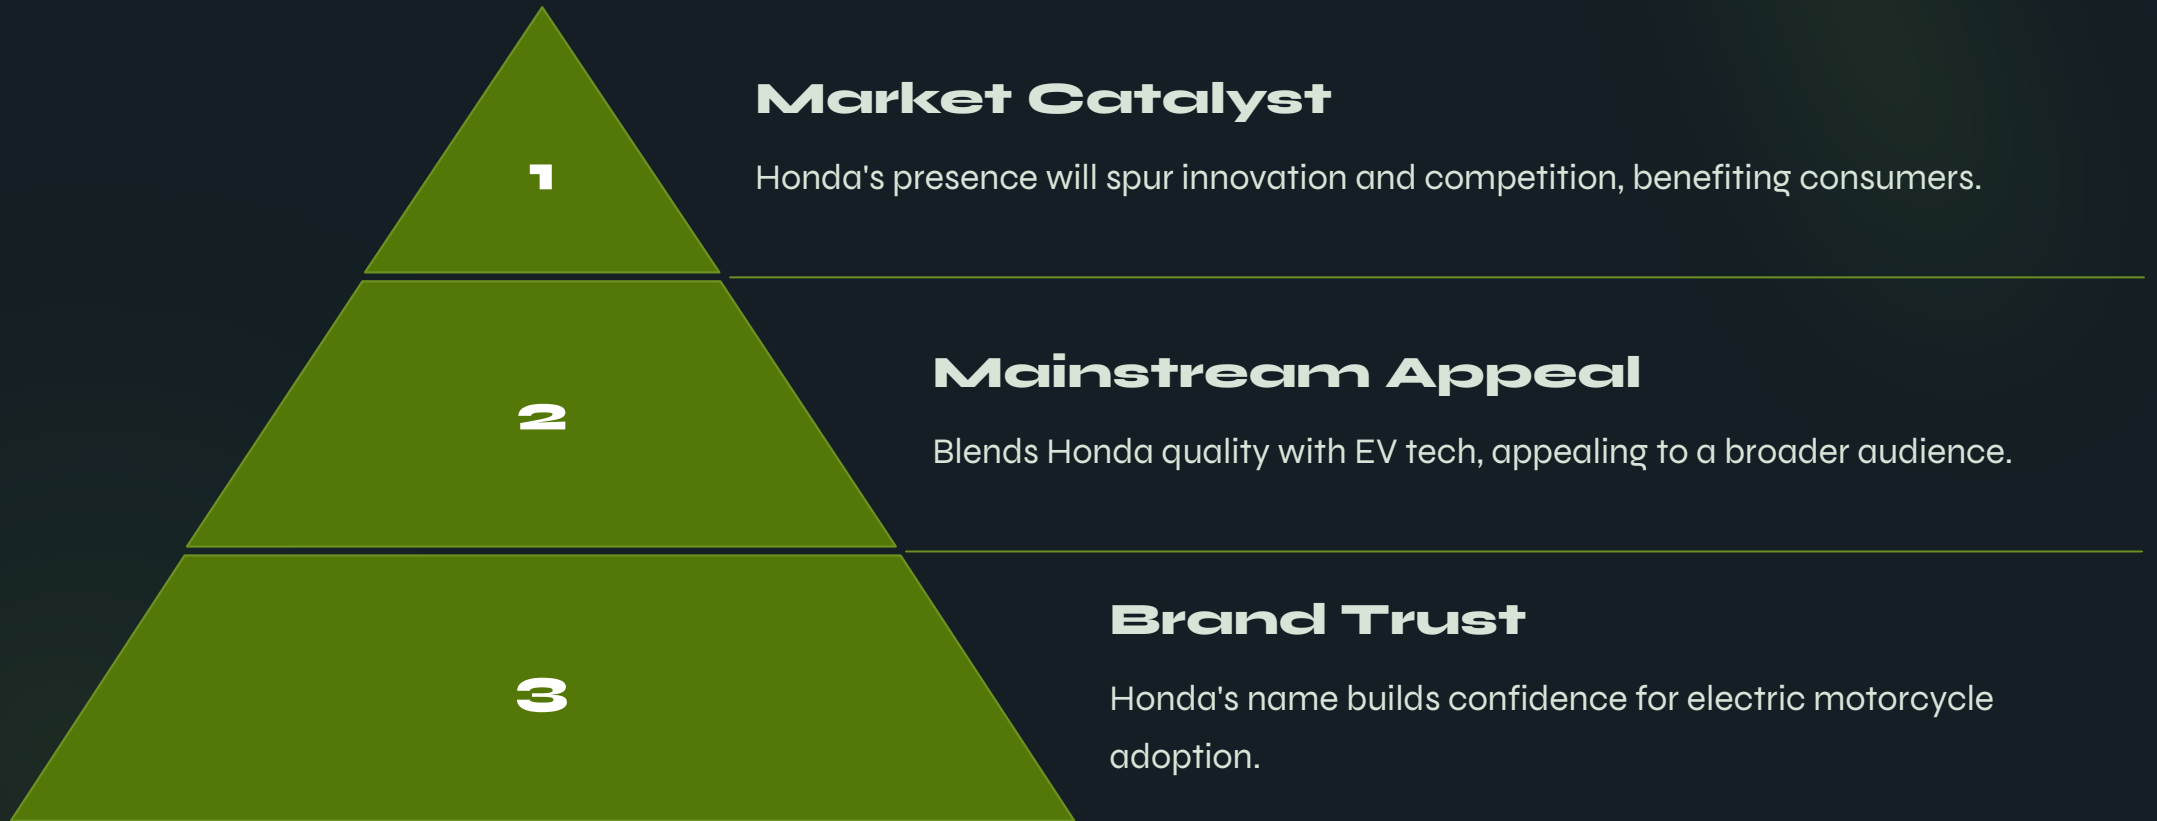 1
Market Catalyst
Honda's presence will spur innovation and competition, benefiting consumers.
2
Mainstream Appeal
Blends Honda quality with EV tech, appealing to a broader audience.
3
Brand Trust
Honda's name builds confidence for electric motorcycle
adoption.